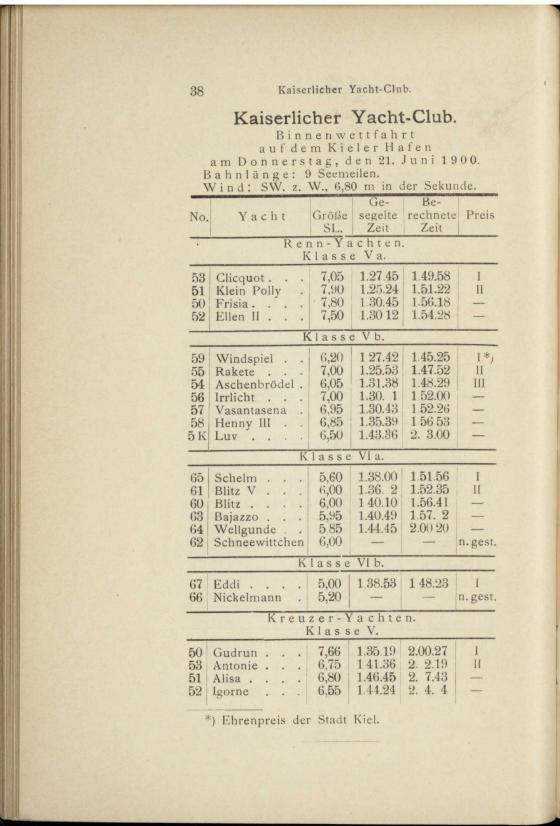 38 Kaiserlicher Yacht-Club.
Kaiserlicher Yacht-Club.
Binnenwettfahrt
auf dem Kieler Hafen
am Donnerstag, den 21. Juni 1900.
Bahnlänge: 9 Seemeilen.
Wind: SW. z. W., 6,80 m in der Sekunde.
No. Yacht Größe SL. Ge-segelte Zeit Be-rechnete Zeit Preis
Renn-Yachten.
Klasse Va.
53 Clicquot . . . 7,05 1.27.45 1.49.58 I
51 Klein Polly . 7,90 1.25.24 1.51.22 II
50 Frisia . . . . 7,80 1.30.45 1.56.18 —
52 Ellen II . . . 7,50 1.30 12 1.54.28 —
Klasse Vb.
59 Windspiel . . 6,20 1 27.42 1.45.25 I*)
55 Rakete . . . 7,00 1.25.53 1.47.52 II
54 Aschenbrödel . 6,05 1.31.38 1.48.29 III
56 Irrlicht . . . 7,00 1.30. 1 1 52.00 —
57 Vasantasena . 6,95 1.30.43 1 52.26 —
58 Henny III . . 6,85 1.35.39 1 56 53 —
5 K Luv . . . . 6,50 1.43.36 2. 3.00 —
Klasse VIa.
65 Schelm . . . 5,60 1.38.00 1.51.56 I
61 Blitz V . . . 6,00 1.36. 2 1.52.35 II
60 Blitz . . . . 6,00 1 40.10 1.56.41 —
63 Bajazzo . . . 5,95 1.40.49 1.57. 2 —
64 Wellgunde . . 5 85 1.44.45 2.00 20 —
62 Schneewittchen 6,00 — — n. gest.
Klasse VIb.
67 Eddi . . . . 5,00 1 38.53 1 48.23 I
66 Nickelmann . 5,20 — — n. gest.
Kreuzer-Yachten.
Klasse V.
50 Gudrun . . . 7,66 1.35.19 2.00.27 I
53 Antonie . . . 6,75 1 41.36 2. 2.19 II
51 Alisa . . . . 6,80 1.46.45 2. 7.43 —
52 Igorne . . . 6,55 1.44.24 2. 4. 4 —
*) Ehrenpreis der Stadt Kiel.